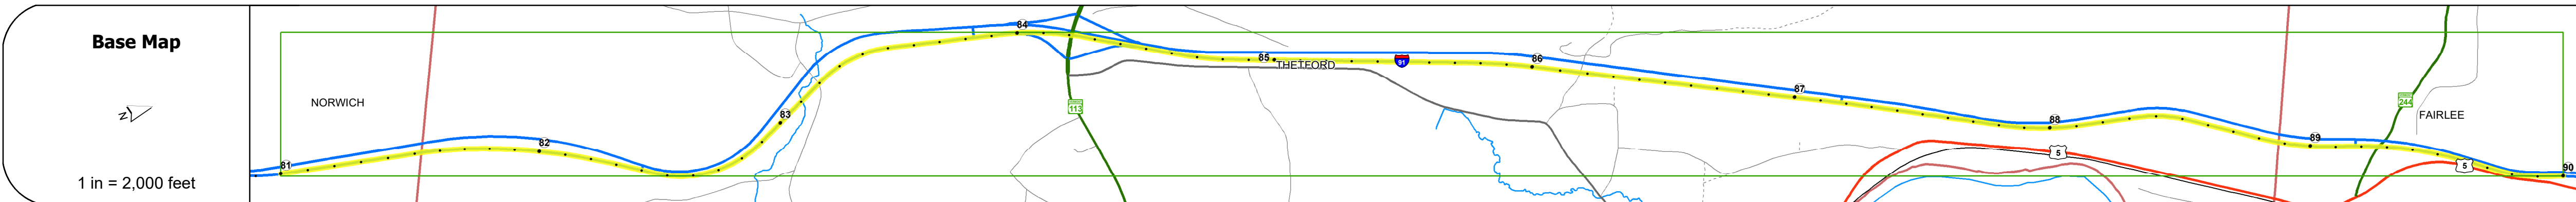 Base Map
N
1 in = 2,000 feet
NORWICH
81
82
83
84
113
85
THETFORD
91
86
87
88
5
244
FAIRLEE
89
5
90